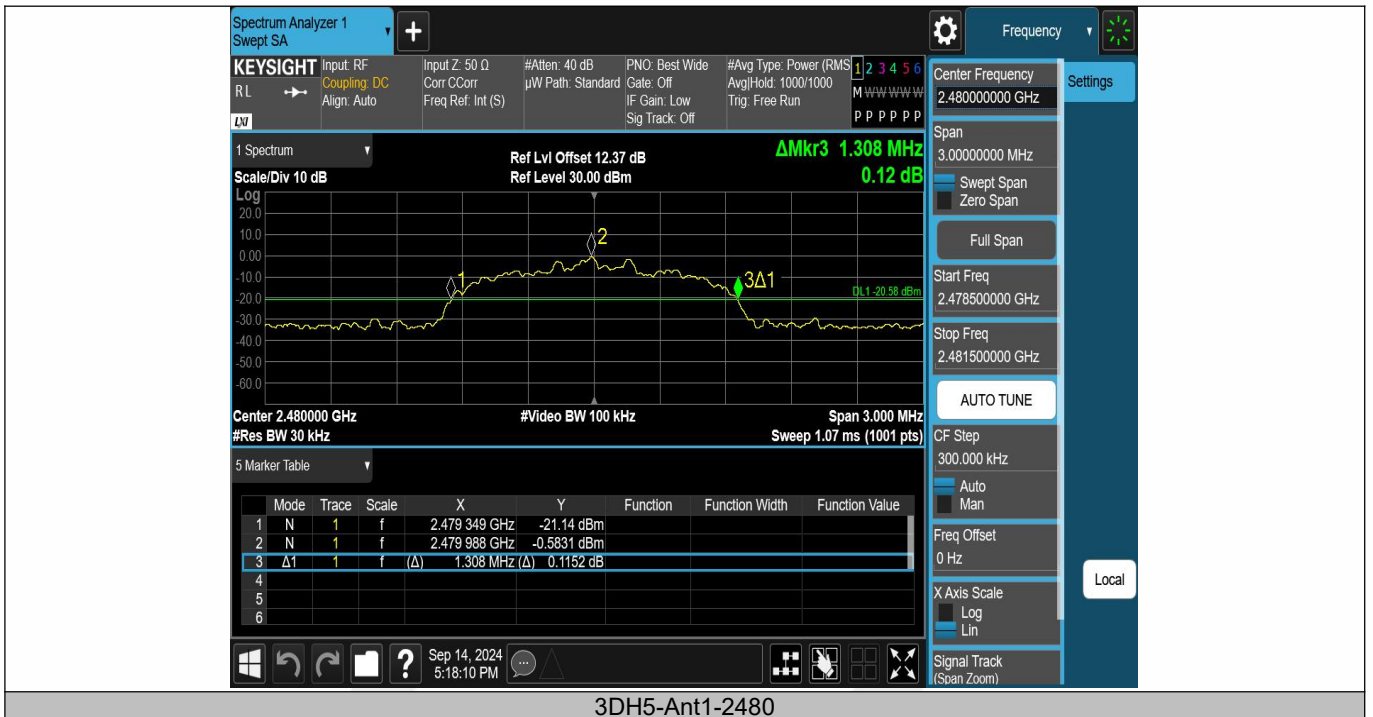 Spectrum Analyzer 1
Swept SA
+
Frequency
KEYSIGHT
RL
LXI
Input: RF
Coupling: DC
Align: Auto
Input Z: 50 Ω
Corr CCorr
Freq Ref: Int (S)
#Atten: 40 dB
µW Path: Standard
PNO: Best Wide
Gate: Off
IF Gain: Low
Sig Track: Off
#Avg Type: Power (RMS
Avg|Hold: 1000/1000
Trig: Free Run
1 2 3 4 5 6
M W W W W W
P P P P P P
1 Spectrum
Scale/Div 10 dB
Ref Lvl Offset 12.37 dB
Ref Level 30.00 dBm
ΔMkr3 1.308 MHz
0.12 dB
Log
20.0
10.0
0.00
-10.0
-20.0
-30.0
-40.0
-50.0
-60.0
1
2
3Δ1
DL1 -20.58 dBm
Center 2.480000 GHz
#Video BW 100 kHz
Span 3.000 MHz
#Res BW 30 kHz
Sweep 1.07 ms (1001 pts)
5 Marker Table
Mode Trace Scale X Y Function Function Width Function Value
1 N 1 f 2.479 349 GHz -21.14 dBm
2 N 1 f 2.479 988 GHz -0.5831 dBm
3 Δ1 1 f (Δ) 1.308 MHz (Δ) 0.1152 dB
4
5
6
?
Sep 14, 2024
5:18:10 PM
Center Frequency
2.480000000 GHz
Settings
Span
3.00000000 MHz
Swept Span
Zero Span
Full Span
Start Freq
2.478500000 GHz
Stop Freq
2.481500000 GHz
AUTO TUNE
CF Step
300.000 kHz
Auto
Man
Freq Offset
0 Hz
Local
X Axis Scale
Log
Lin
Signal Track
(Span Zoom)
3DH5-Ant1-2480